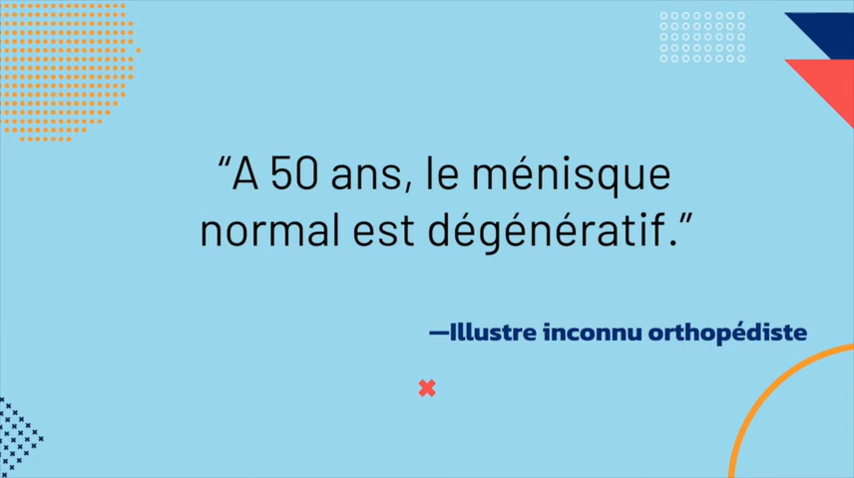 “A 50 ans, le ménisque
normal est dégénératif.”
—Illustre inconnu orthopédiste